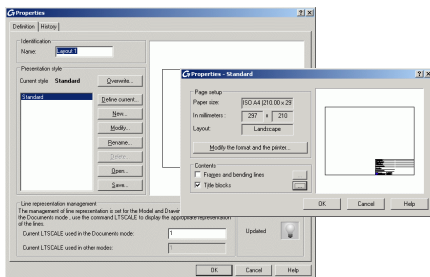 Properties
Definition
History
Identification
Name:
Layout 1
Presentation style
Current style
Standard
Overwrite...
Standard
Define current...
New...
Modify...
Rename...
Delete
Open...
Save...
Line representation management
The management of line representation is set for the Model and Drawi
the Documents mode, use the command LTSCALE to display the appropriate representation
of the lines.
Current LTSCALE used in the Documents mode:
1
Current LTSCALE used in other modes:
1
Updated
OK
Cancel
Help
Properties - Standard
Page setup
Paper size:
ISO A4 (210.00 x 29
In millimeters :
297
x
210
Layout
Landscape
Modify the format and the printer...
Contents
Frames and bending lines
Title blocks
...
OK
Cancel
Help